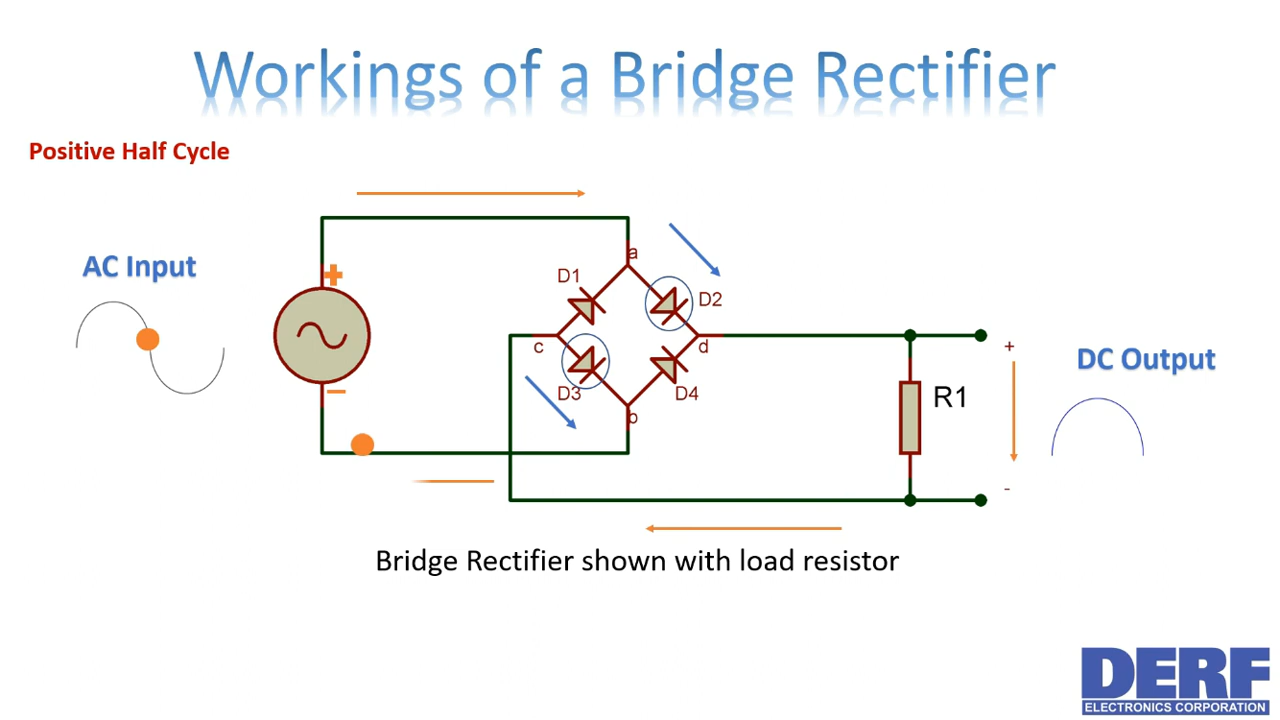 Workings of a Bridge Rectifier
Positive Half Cycle
AC Input
+
−
a
D1
D2
c
d
D3
D4
b
R1
+
-
DC Output
Bridge Rectifier shown with load resistor
DERF
ELECTRONICS CORPORATION